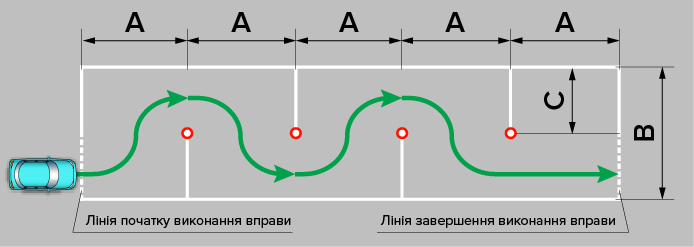 A A A A A
C
B
Лінія початку виконання вправи
Лінія завершення виконання вправи